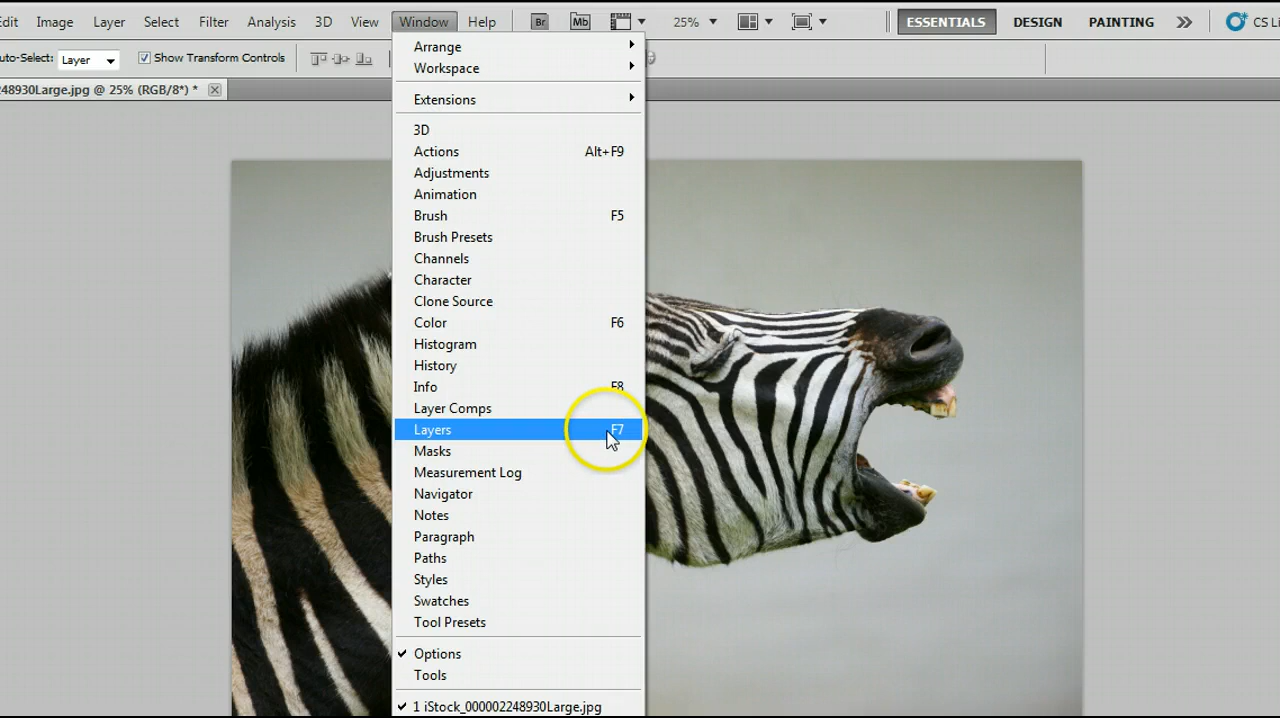 Edit Image Layer Select Filter Analysis 3D View Window Help Br Mb 25% ESSENTIALS DESIGN PAINTING CS Li
uto-Select: Layer Show Transform Controls
48930Large.jpg @ 25% (RGB/8*) *
Arrange
Workspace
Extensions
3D
Actions Alt+F9
Adjustments
Animation
Brush F5
Brush Presets
Channels
Character
Clone Source
Color F6
Histogram
History
Info F8
Layer Comps
Layers F7
Masks
Measurement Log
Navigator
Notes
Paragraph
Paths
Styles
Swatches
Tool Presets
Options
Tools
1 iStock_000002248930Large.jpg